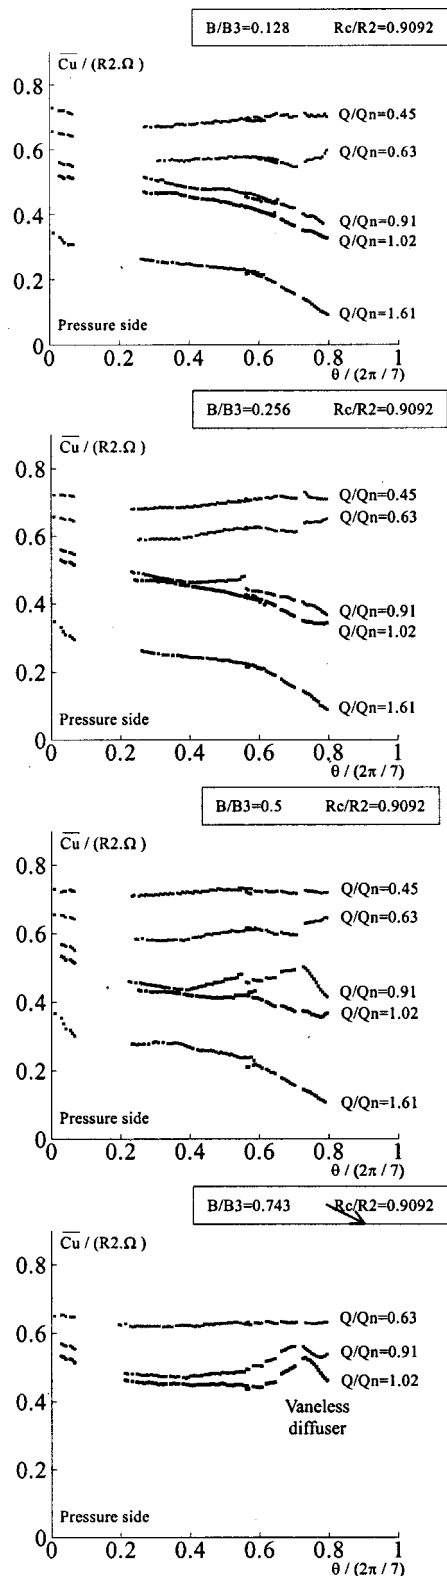 B/B3=0.128 Rc/R2=0.9092
Cu / (R2.Ω)
0.8
0.6
0.4
0.2
0
Q/Qn=0.45
Q/Qn=0.63
Q/Qn=0.91
Q/Qn=1.02
Q/Qn=1.61
Pressure side
0 0.2 0.4 0.6 0.8 1
θ / (2π / 7)
B/B3=0.256 Rc/R2=0.9092
Cu / (R2.Ω)
0.8
0.6
0.4
0.2
0
Q/Qn=0.45
Q/Qn=0.63
Q/Qn=0.91
Q/Qn=1.02
Q/Qn=1.61
Pressure side
0 0.2 0.4 0.6 0.8 1
θ / (2π / 7)
B/B3=0.5 Rc/R2=0.9092
Cu / (R2.Ω)
0.8
0.6
0.4
0.2
0
Q/Qn=0.45
Q/Qn=0.63
Q/Qn=0.91
Q/Qn=1.02
Q/Qn=1.61
Pressure side
0 0.2 0.4 0.6 0.8 1
θ / (2π / 7)
B/B3=0.743 Rc/R2=0.9092
Cu / (R2.Ω)
0.8
0.6
0.4
0.2
0
Q/Qn=0.63
Q/Qn=0.91
Q/Qn=1.02
Vaneless
diffuser
Pressure side
0 0.2 0.4 0.6 0.8 1
θ / (2π / 7)